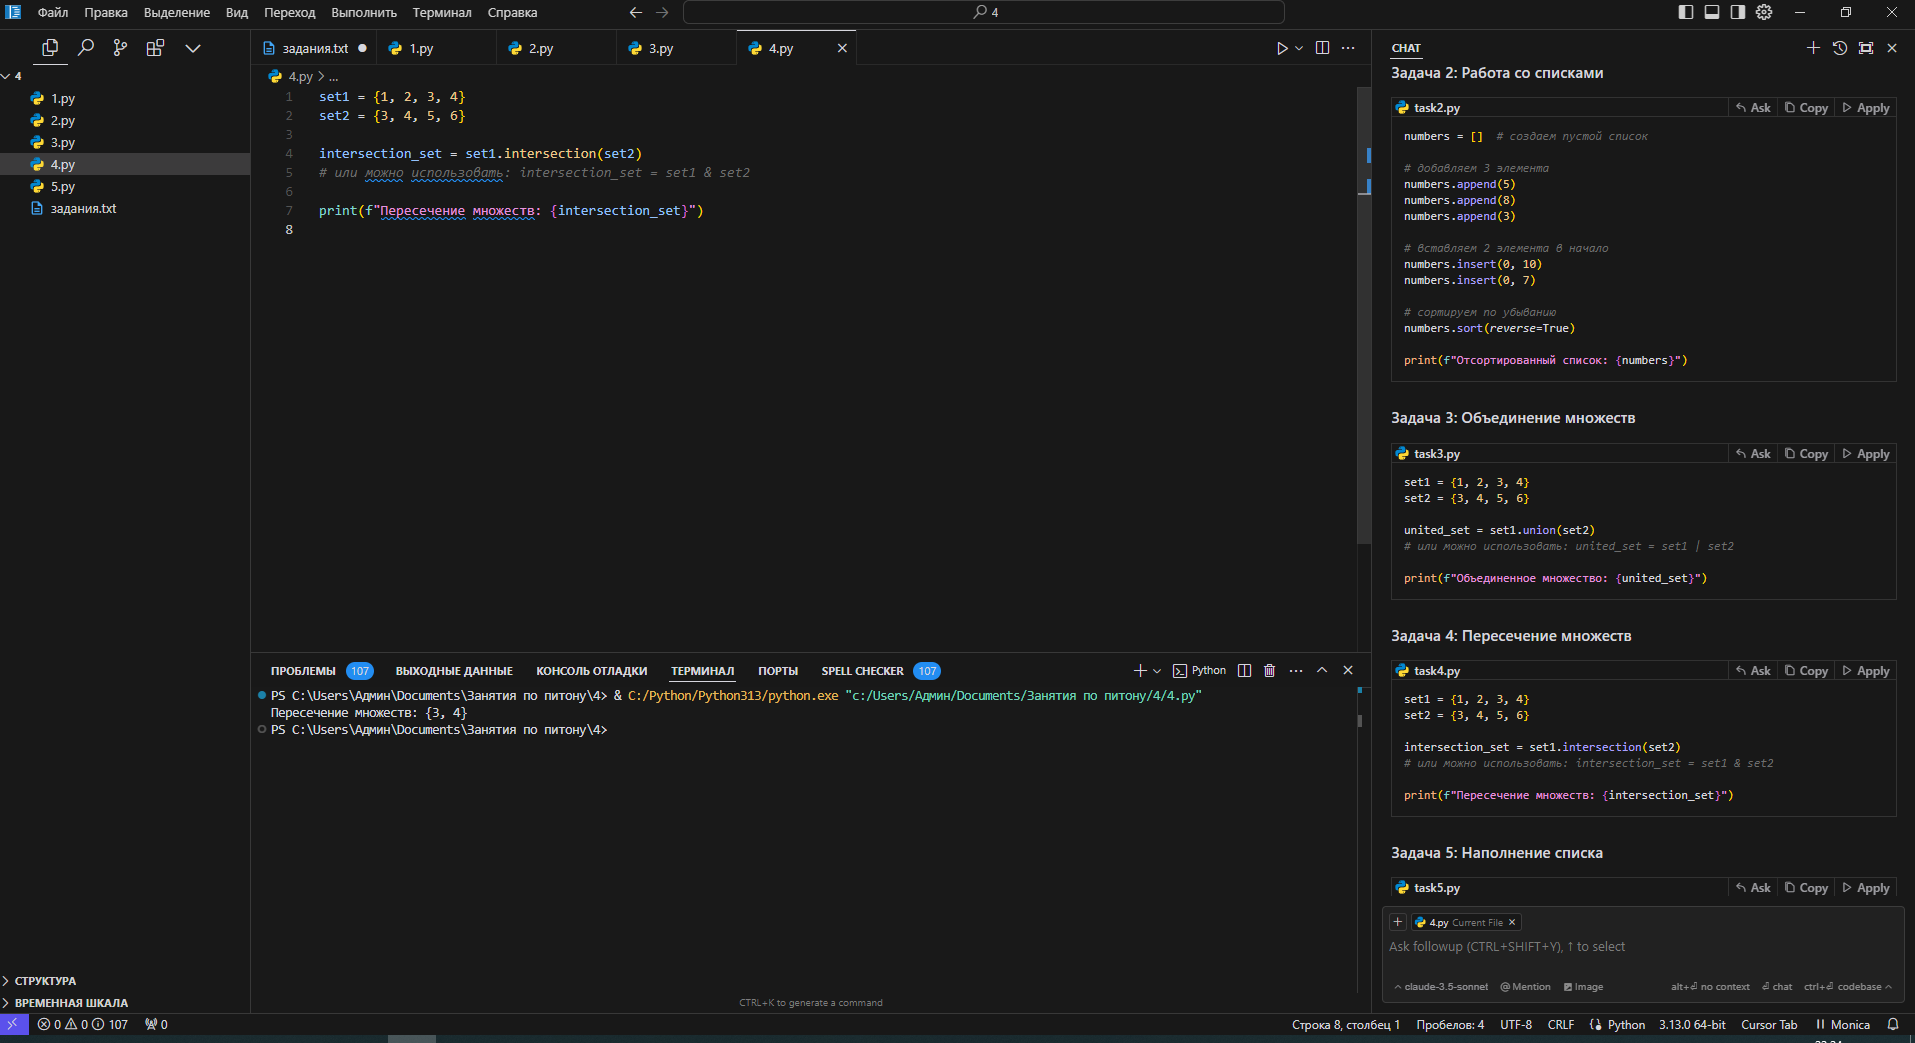 Файл Правка Выделение Вид Переход Выполнить Терминал Справка
4
4
1.py
2.py
3.py
4.py
5.py
задания.txt
СТРУКТУРА
ВРЕМЕННАЯ ШКАЛА
задания.txt 1.py 2.py 3.py 4.py
4.py > ...
1 set1 = {1, 2, 3, 4}
2 set2 = {3, 4, 5, 6}
3
4 intersection_set = set1.intersection(set2)
5 # или можно использовать: intersection_set = set1 & set2
6
7 print(f"Пересечение множеств: {intersection_set}")
8
ПРОБЛЕМЫ 107 ВЫХОДНЫЕ ДАННЫЕ КОНСОЛЬ ОТЛАДКИ ТЕРМИНАЛ ПОРТЫ SPELL CHECKER 107 Python
PS C:\Users\Админ\Documents\Занятия по питону\4> & C:/Python/Python313/python.exe "c:/Users/Админ/Documents/Занятия по питону/4/4.py"
Пересечение множеств: {3, 4}
PS C:\Users\Админ\Documents\Занятия по питону\4>
CTRL+K to generate a command
CHAT
Задача 2: Работа со списками
task2.py Ask Copy Apply
numbers = [] # создаем пустой список
# добавляем 3 элемента
numbers.append(5)
numbers.append(8)
numbers.append(3)
# вставляем 2 элемента в начало
numbers.insert(0, 10)
numbers.insert(0, 7)
# сортируем по убыванию
numbers.sort(reverse=True)
print(f"Отсортированный список: {numbers}")
Задача 3: Объединение множеств
task3.py Ask Copy Apply
set1 = {1, 2, 3, 4}
set2 = {3, 4, 5, 6}
united_set = set1.union(set2)
# или можно использовать: united_set = set1 | set2
print(f"Объединенное множество: {united_set}")
Задача 4: Пересечение множеств
task4.py Ask Copy Apply
set1 = {1, 2, 3, 4}
set2 = {3, 4, 5, 6}
intersection_set = set1.intersection(set2)
# или можно использовать: intersection_set = set1 & set2
print(f"Пересечение множеств: {intersection_set}")
Задача 5: Наполнение списка
task5.py Ask Copy Apply
4.py Current File
Ask followup (CTRL+SHIFT+Y), ↑ to select
claude-3.5-sonnet @ Mention Image alt+⏎ no context ⏎ chat ctrl+⏎ codebase
0 0 107 0 Строка 8, столбец 1 Пробелов: 4 UTF-8 CRLF Python 3.13.0 64-bit Cursor Tab Monica